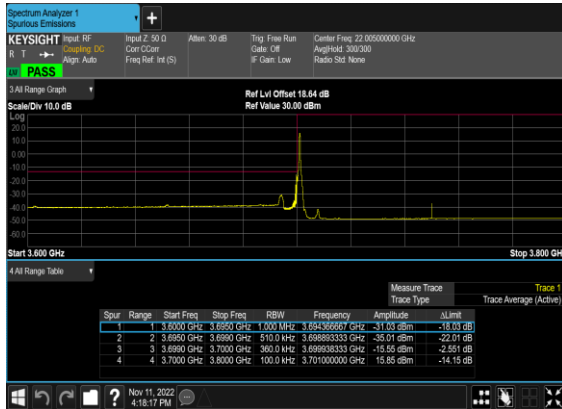 Spectrum Analyzer 1
Spurious Emissions
KEYSIGHT Input: RF Input Z: 50 Ω Atten: 30 dB Trig: Free Run Center Freq: 22.005000000 GHz
R T Coupling: DC Corr CCorr Gate: Off Avg|Hold: 300/300
Align: Auto Freq Ref: Int (S) IF Gain: Low Radio Std: None
PASS
3 All Range Graph Ref Lvl Offset 18.64 dB
Scale/Div 10.0 dB Ref Value 30.00 dBm
Log
20.0
10.0
0.00
-10.0
-20.0
-30.0
-40.0
-50.0
-60.0
Start 3.600 GHz Stop 3.800 GH
4 All Range Table
Measure Trace Trace 1
Trace Type Trace Average (Active)
Spur Range Start Freq Stop Freq RBW Frequency Amplitude ΔLimit
1 1 3.6000 GHz 3.6950 GHz 1.000 MHz 3.694366667 GHz -31.03 dBm -18.03 dB
2 2 3.6950 GHz 3.6990 GHz 510.0 kHz 3.698893333 GHz -35.01 dBm -22.01 dB
3 3 3.6990 GHz 3.7000 GHz 360.0 kHz 3.699938333 GHz -15.55 dBm -2.551 dB
4 4 3.7000 GHz 3.8000 GHz 100.0 kHz 3.701000000 GHz 15.85 dBm -14.15 dB
Nov 11, 2022
4:18:17 PM